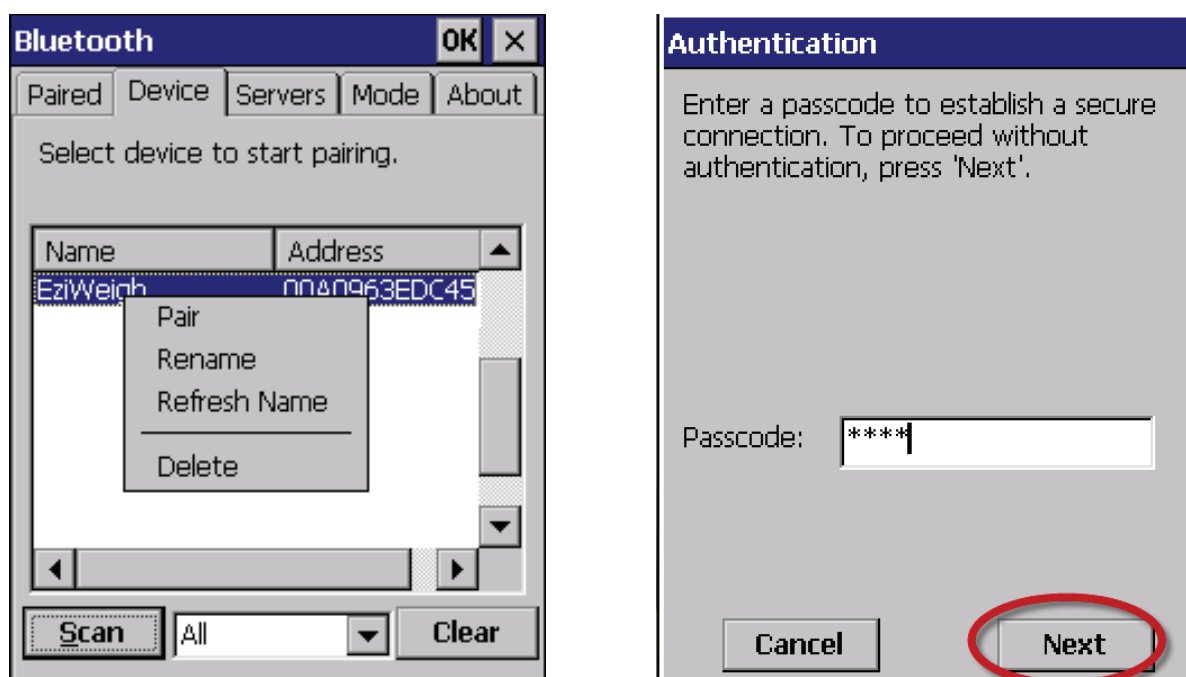 Bluetooth OK ×
Paired Device Servers Mode About
Select device to start pairing.
Name Address
EziWeigh 00A0963EDC45
Pair
Rename
Refresh Name
Delete
Scan All Clear
Authentication
Enter a passcode to establish a secure
connection. To proceed without
authentication, press 'Next'.
Passcode: ****
Cancel Next